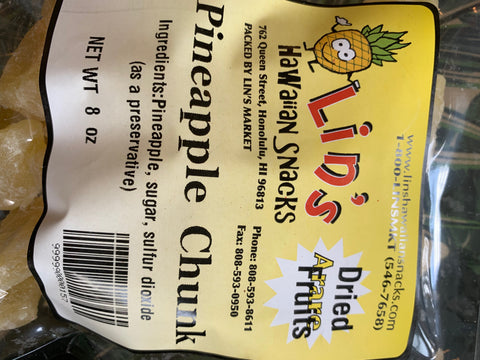 www.linshawaiiansnacks.com
1-800-LINSMKT (546-7658)
Lin's
Dried
Fruits
HaWaiian SNacKs
762 Queen Street, Honolulu, HI 96813
PACKED BY LIN'S MARKET
Phone: 808-593-8611
Fax: 808-593-0950
Pineapple Chunk
Ingredients:Pineapple, sugar, sulfur dioxide
(as a preservative)
NET WT 8 oz